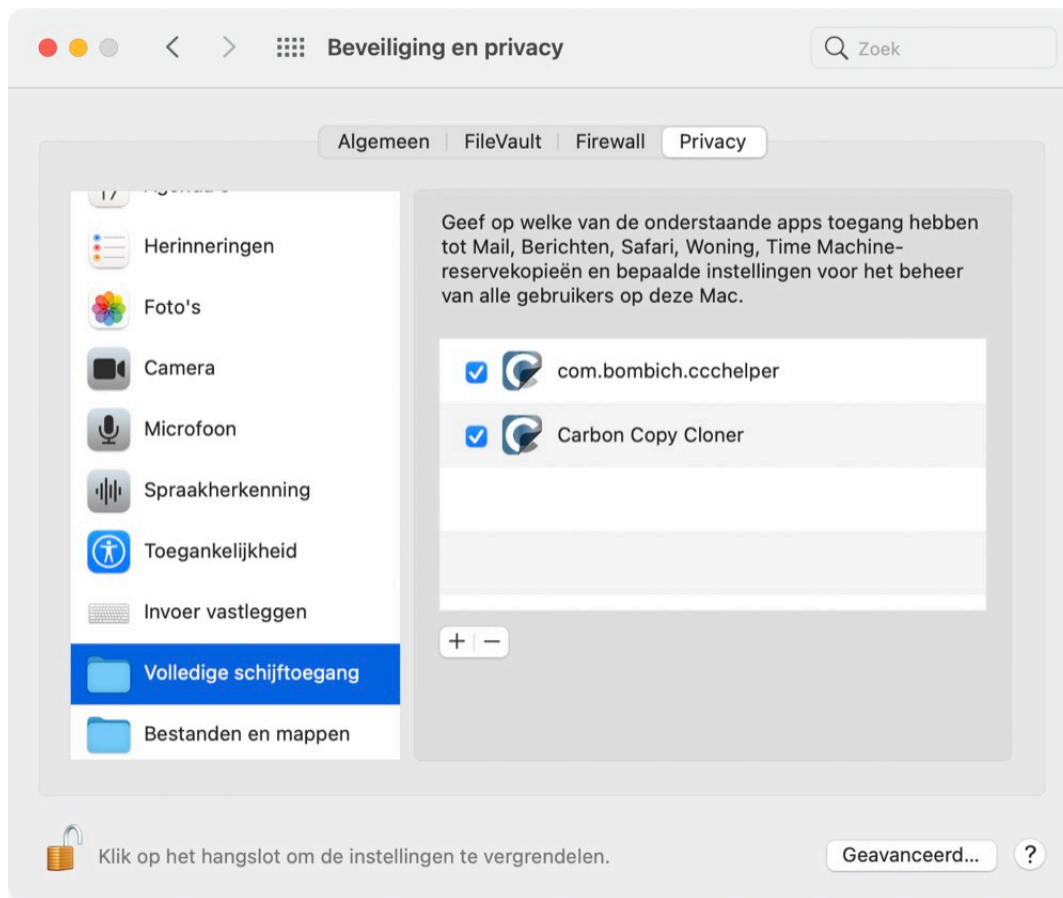 Beveiliging en privacy
Zoek
Algemeen
FileVault
Firewall
Privacy
17
Herinneringen
Foto's
Camera
Microfoon
Spraakherkenning
Toegankelijkheid
Invoer vastleggen
Volledige schijftoegang
Bestanden en mappen
Geef op welke van de onderstaande apps toegang hebben
tot Mail, Berichten, Safari, Woning, Time Machine-
reservekopieën en bepaalde instellingen voor het beheer
van alle gebruikers op deze Mac.
com.bombich.ccchelper
Carbon Copy Cloner
Klik op het hangslot om de instellingen te vergrendelen.
Geavanceerd...
?